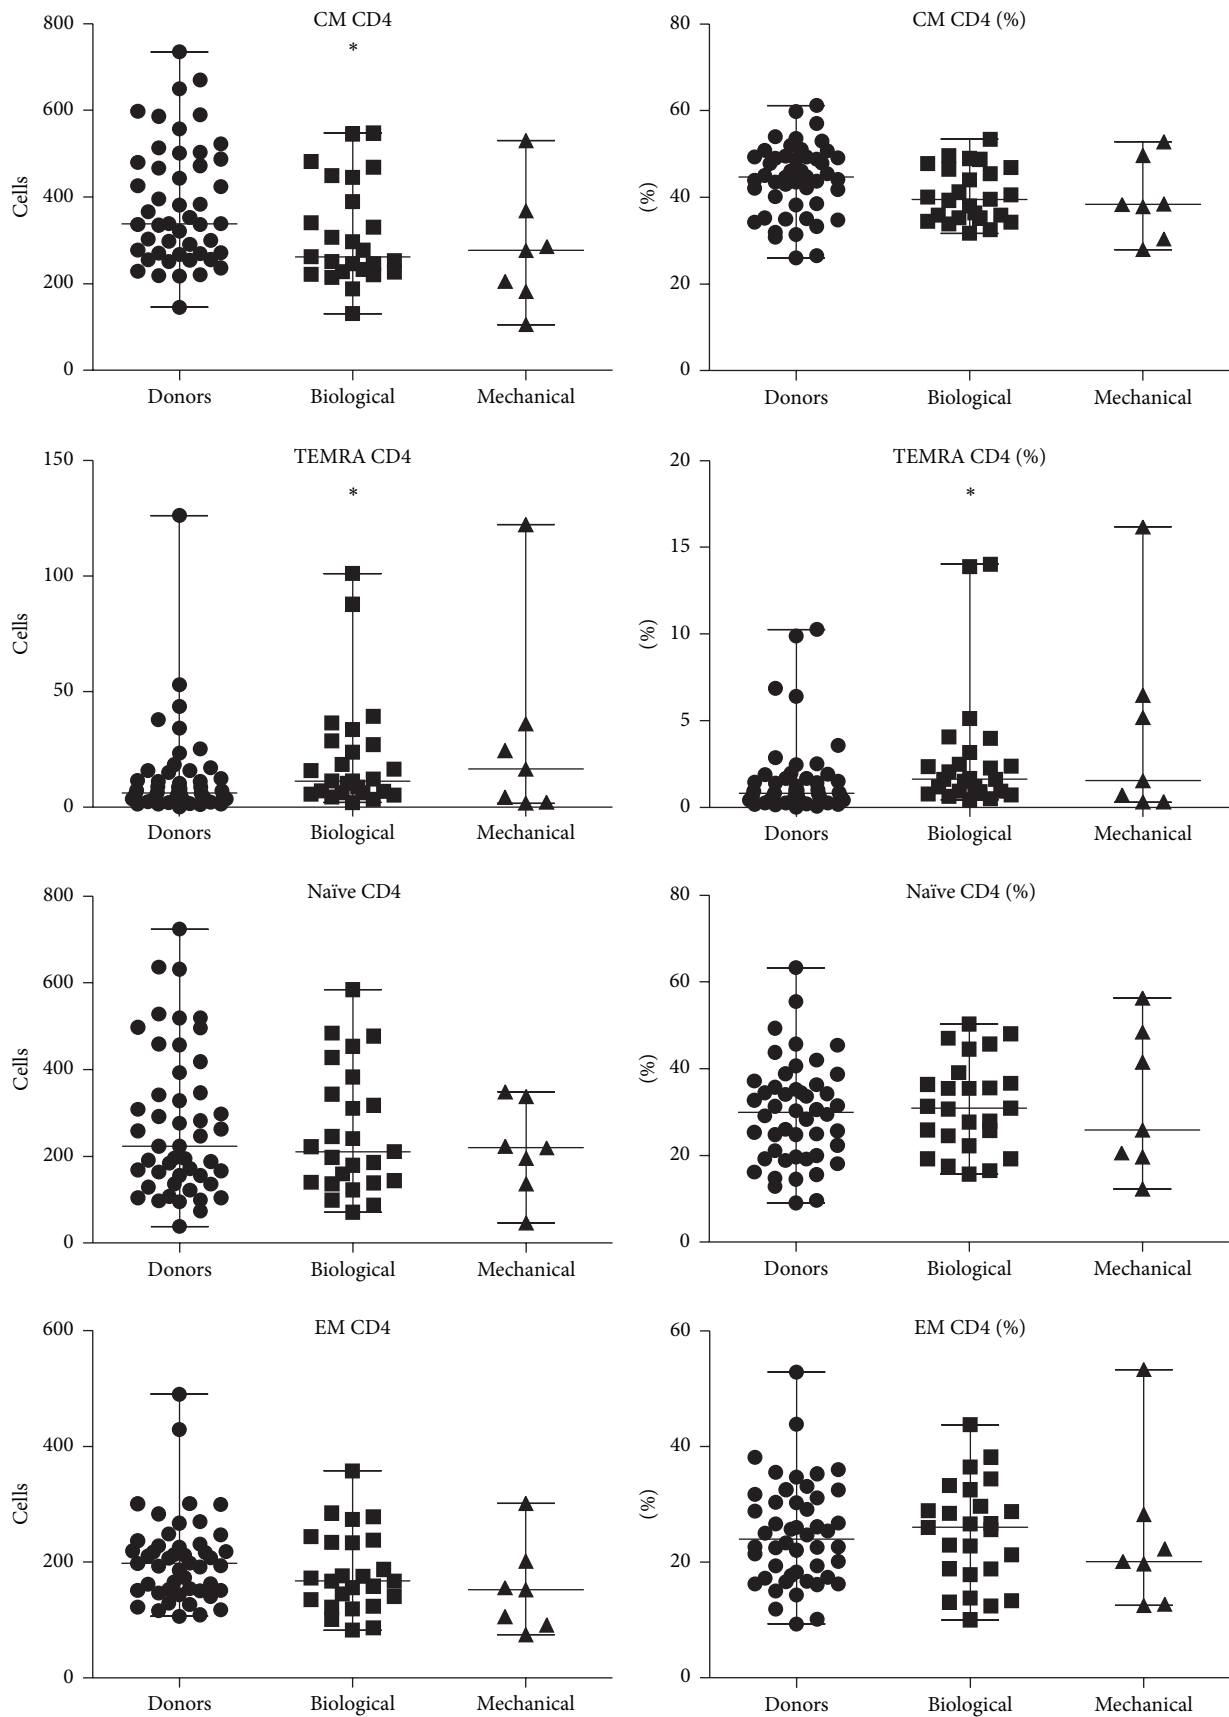 CM CD4
*
Cells
800
600
400
200
0
Donors Biological Mechanical
CM CD4 (%)
(%)
80
60
40
20
0
Donors Biological Mechanical
TEMRA CD4
*
Cells
150
100
50
0
Donors Biological Mechanical
TEMRA CD4 (%)
*
(%)
20
15
10
5
0
Donors Biological Mechanical
Naïve CD4
Cells
800
600
400
200
0
Donors Biological Mechanical
Naïve CD4 (%)
(%)
80
60
40
20
0
Donors Biological Mechanical
EM CD4
Cells
600
400
200
0
Donors Biological Mechanical
EM CD4 (%)
(%)
60
40
20
0
Donors Biological Mechanical